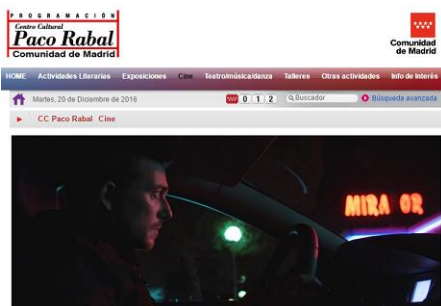 PROGRAMACIÓN
Centro Cultural
Paco Rabal
Comunidad de Madrid
Comunidad
de Madrid
HOME Actividades Literarias Exposiciones Cine Teatro/música/danza Talleres Otras actividades Info de Interés
Martes, 20 de Diciembre de 2016 0 1 2 Buscador Búsqueda avanzada
CC Paco Rabal Cine
MIRA OR